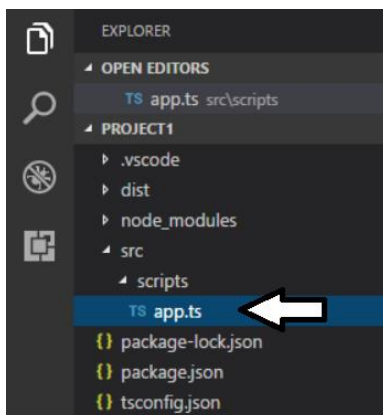 EXPLORER
OPEN EDITORS
TS app.ts src\scripts
PROJECT1
.vscode
dist
node_modules
src
scripts
TS app.ts
{} package-lock.json
{} package.json
{} tsconfig.json